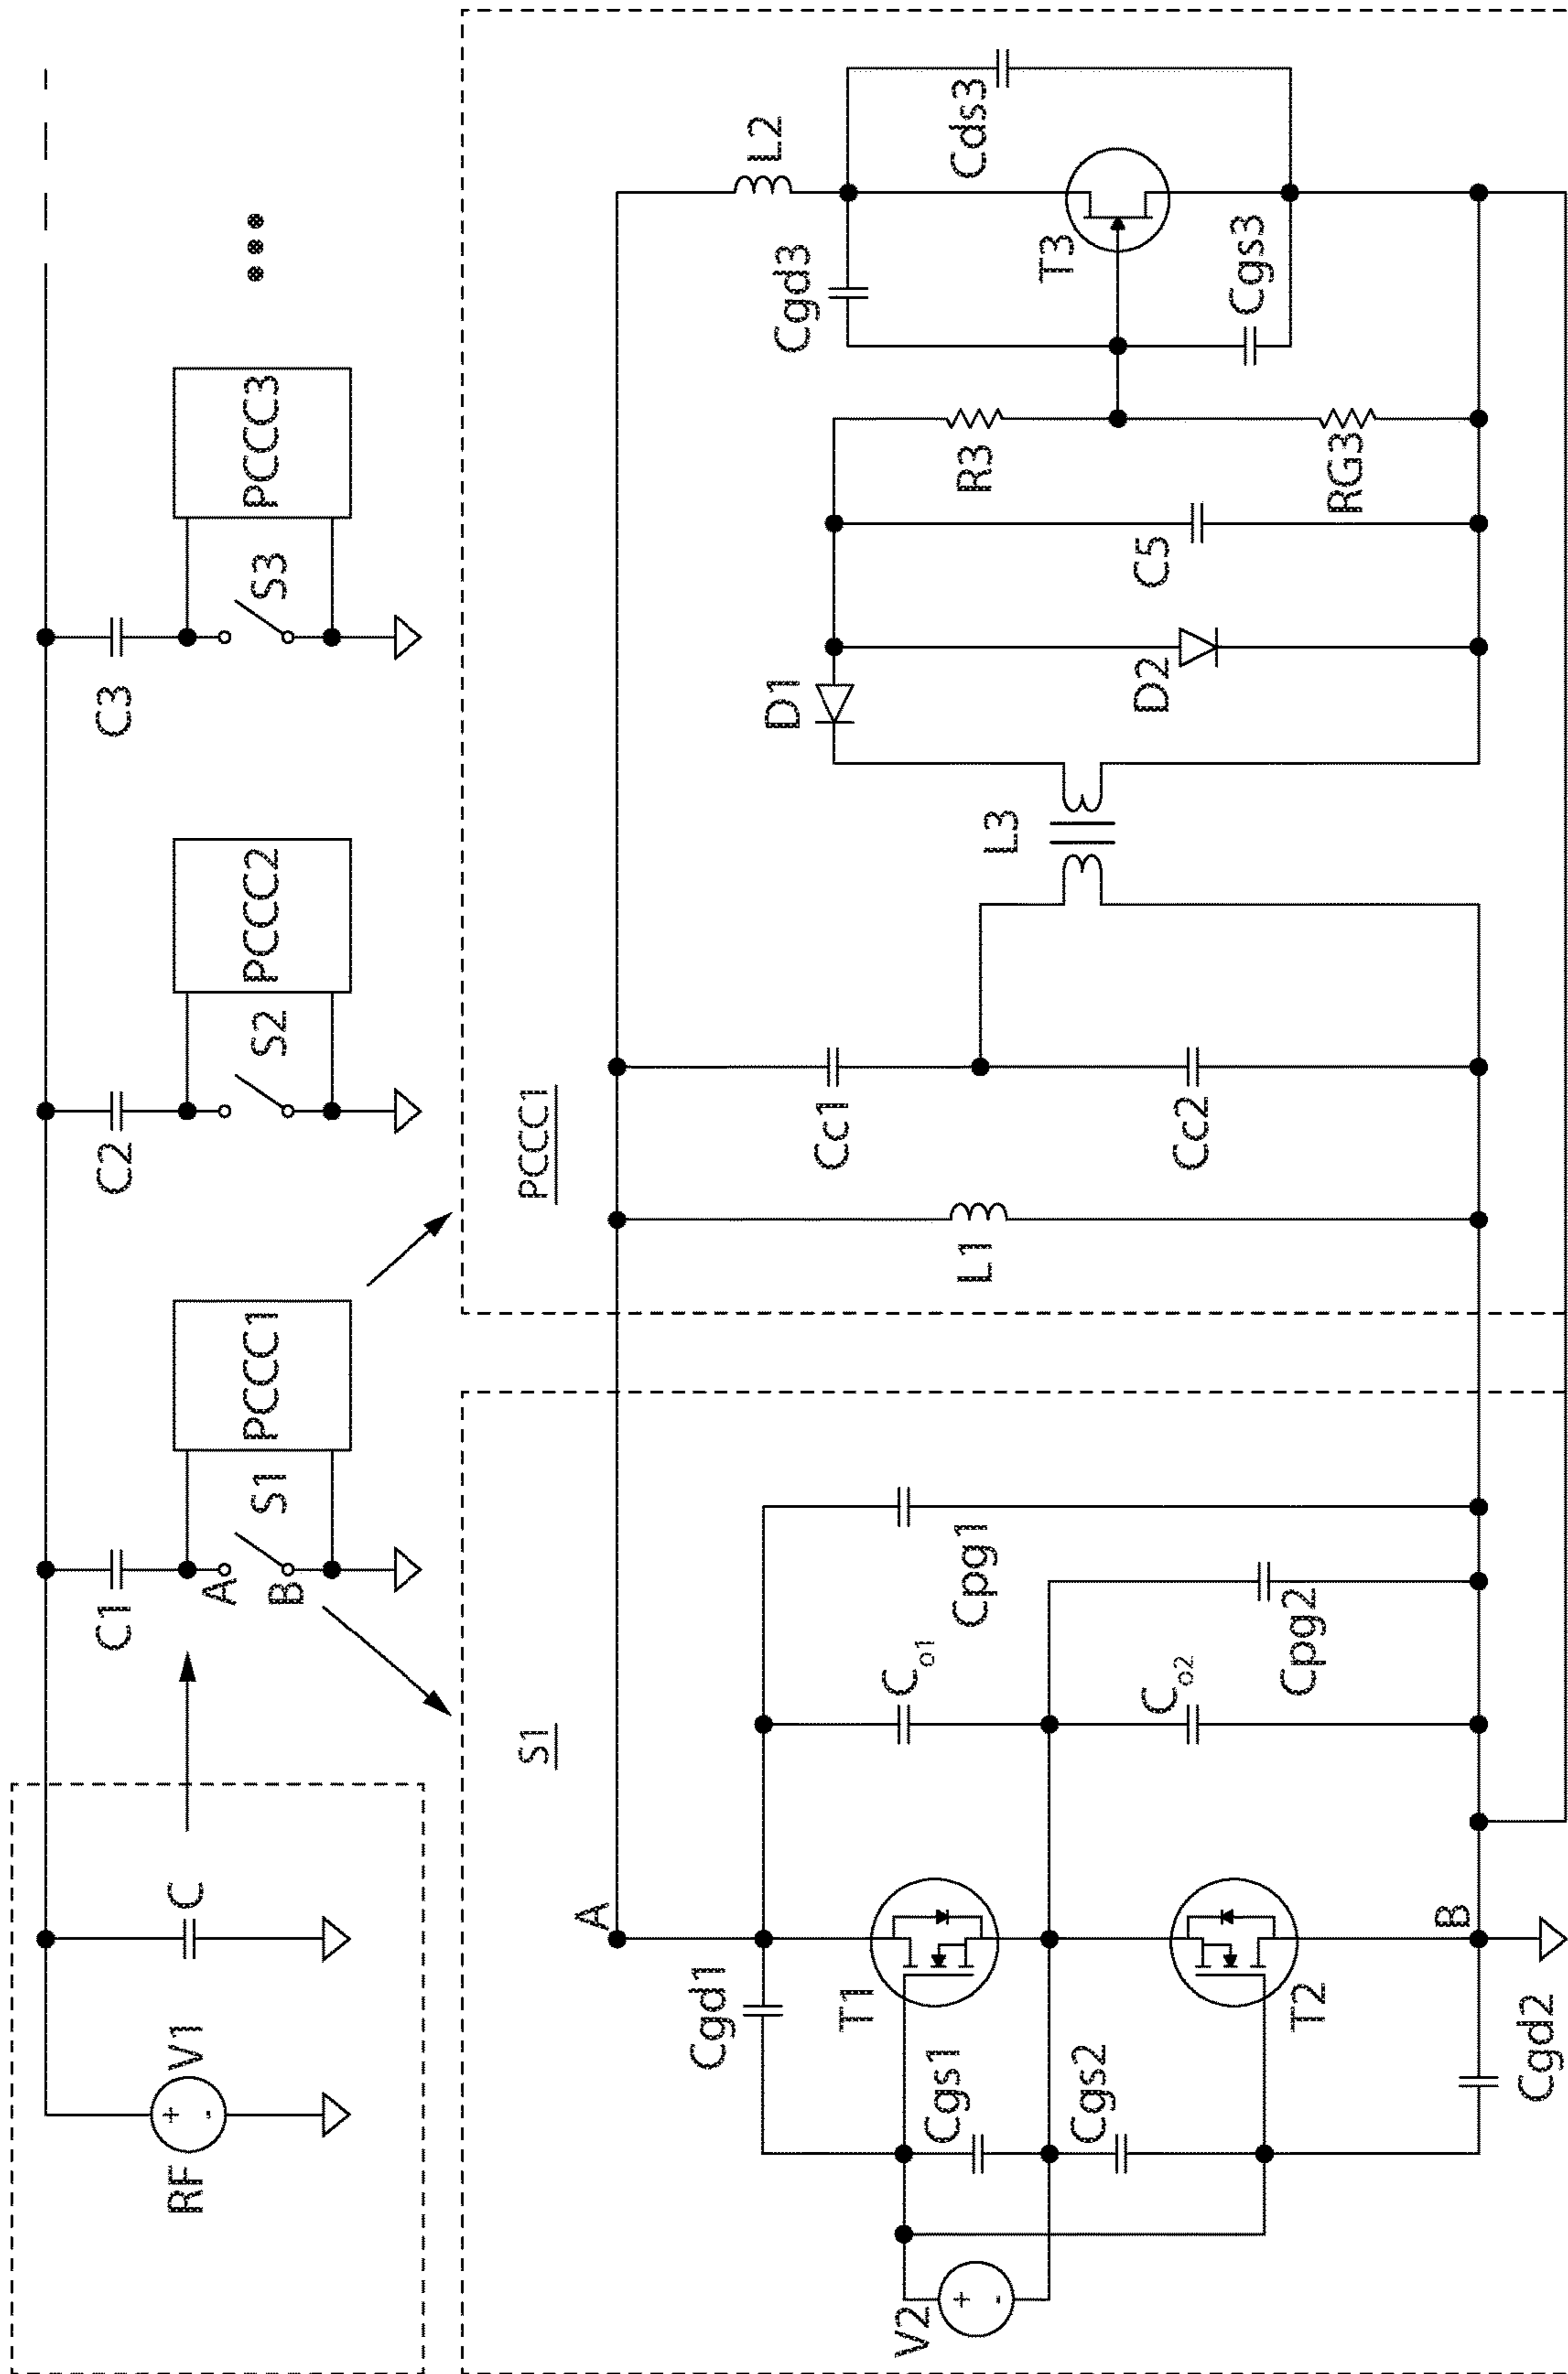 RF
V1
+
-
C
C1
A
B
S1
PCCC1
C2
S2
PCCC2
C3
S3
PCCC3
S1
A
Cgd1
T1
Cgs1
Cgs2
V2
+
-
T2
Cgd2
B
Co1
Co2
Cpg1
Cpg2
PCCC1
L1
Cc1
Cc2
L3
D1
D2
C5
R3
RG3
Cgd3
T3
Cgs3
L2
Cds3